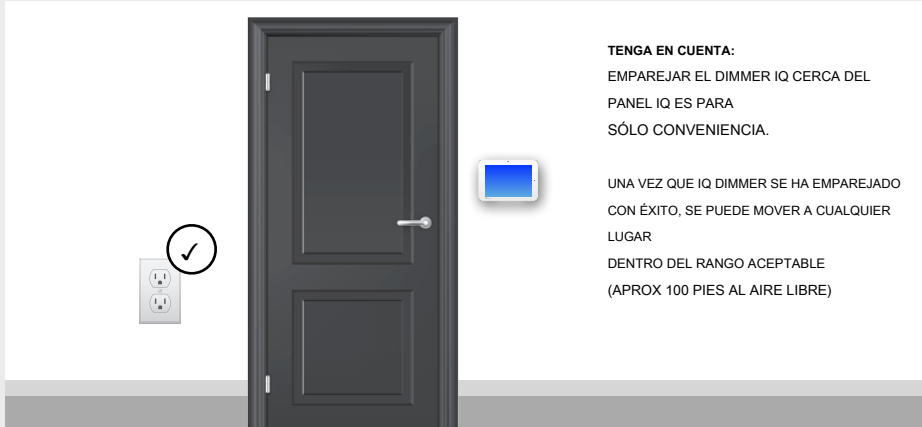 TENGA EN CUENTA:
EMPAREJAR EL DIMMER IQ CERCA DEL
PANEL IQ ES PARA
SÓLO CONVENIENCIA.
UNA VEZ QUE IQ DIMMER SE HA EMPAREJADO
CON ÉXITO, SE PUEDE MOVER A CUALQUIER
LUGAR
DENTRO DEL RANGO ACEPTABLE
(APROX 100 PIES AL AIRE LIBRE)